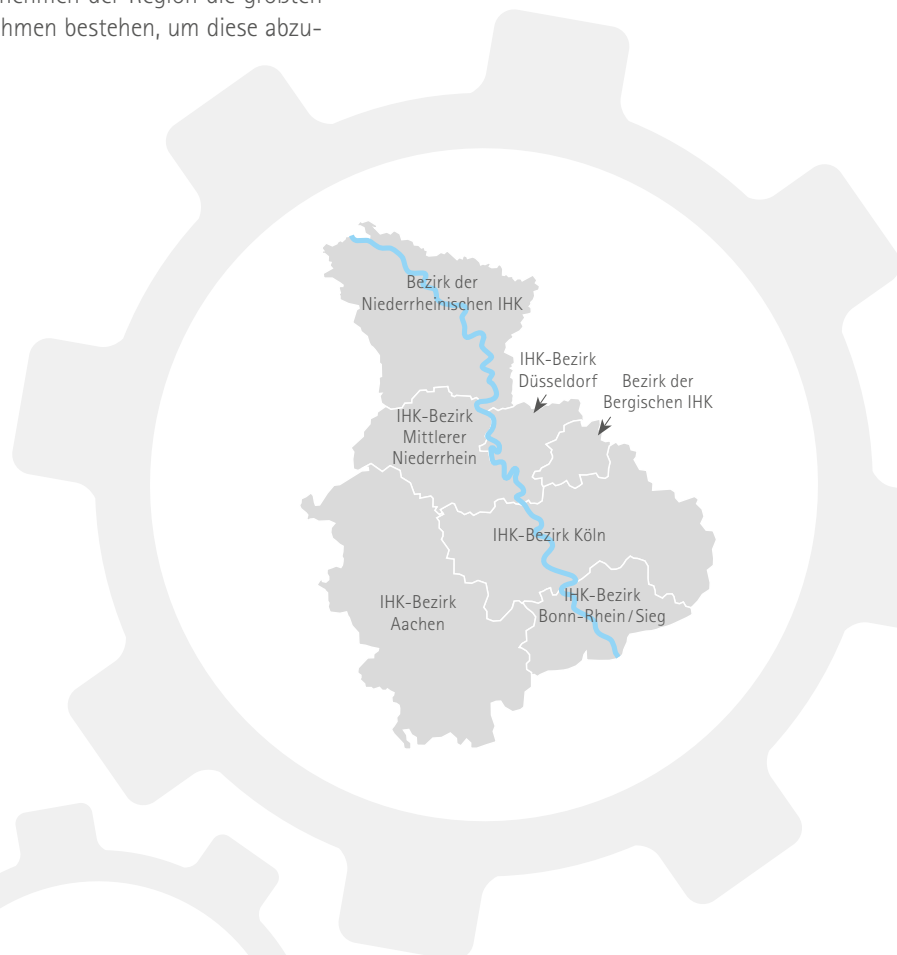 nehmen der Region die größten
hmen bestehen, um diese abzu-
Bezirk der
Niederrheinischen IHK
IHK-Bezirk
Düsseldorf
Bezirk der
Bergischen IHK
IHK-Bezirk
Mittlerer
Niederrhein
IHK-Bezirk Köln
IHK-Bezirk
Aachen
IHK-Bezirk
Bonn-Rhein/Sieg